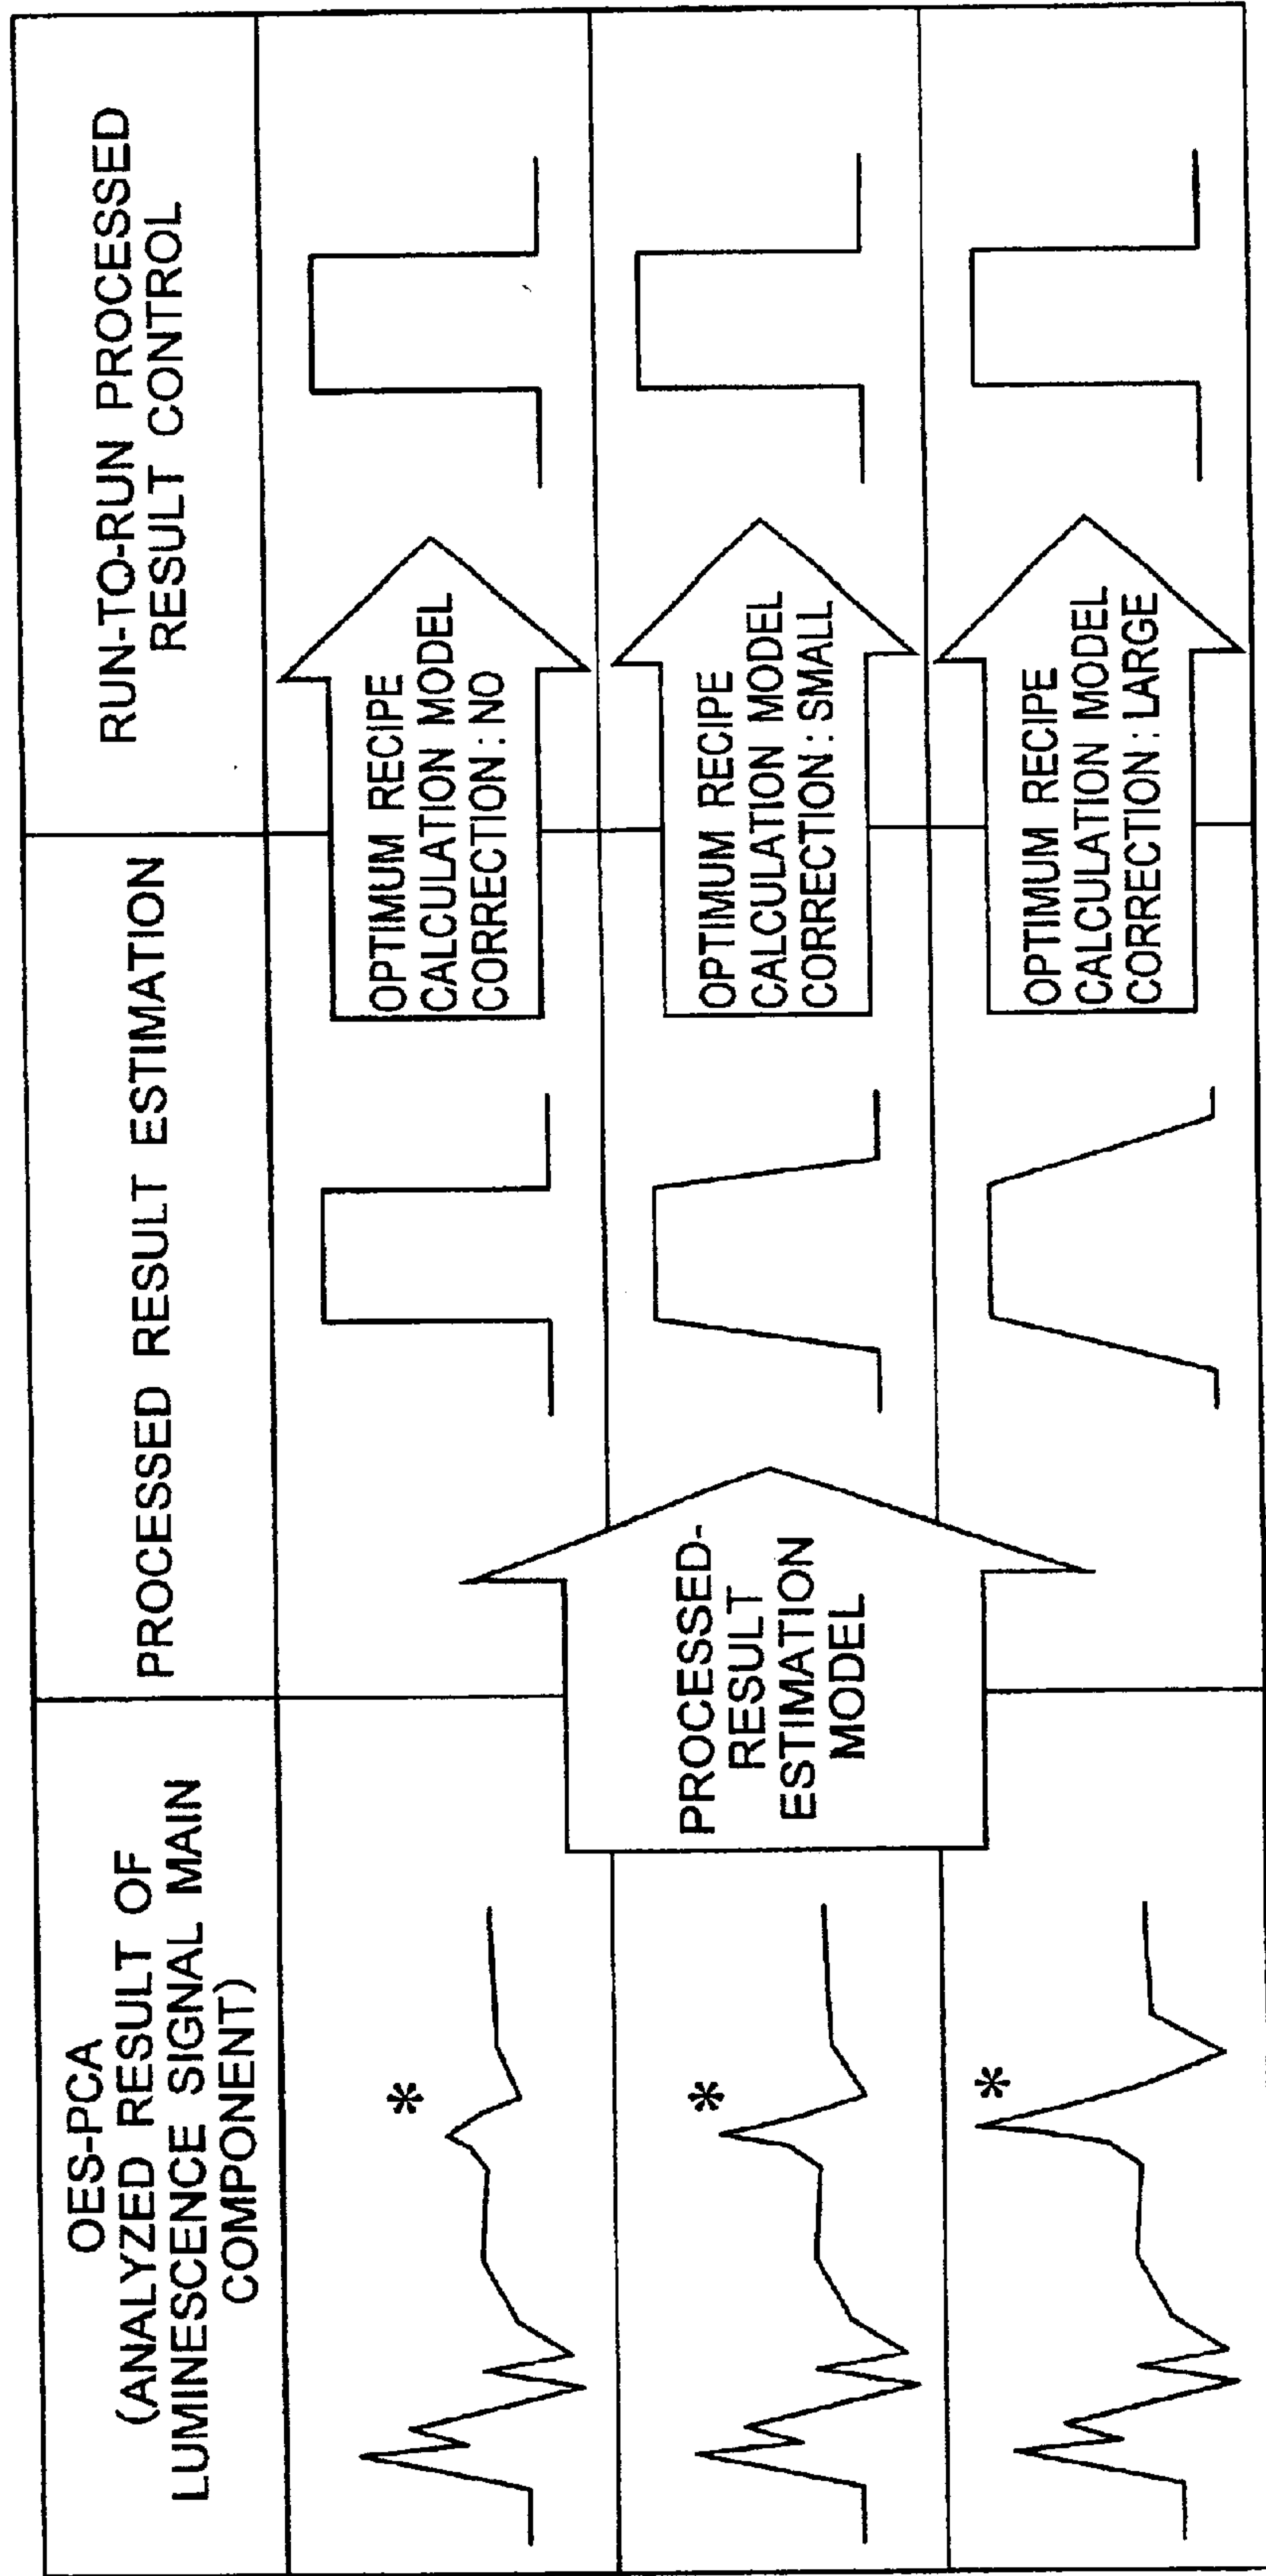 OES-PCA
(ANALYZED RESULT OF
LUMINESCENCE SIGNAL MAIN
COMPONENT)
PROCESSED RESULT ESTIMATION
RUN-TO-RUN PROCESSED
RESULT CONTROL
*
OPTIMUM RECIPE
CALCULATION MODEL
CORRECTION : NO
*
PROCESSED-
RESULT
ESTIMATION
MODEL
OPTIMUM RECIPE
CALCULATION MODEL
CORRECTION : SMALL
*
OPTIMUM RECIPE
CALCULATION MODEL
CORRECTION : LARGE